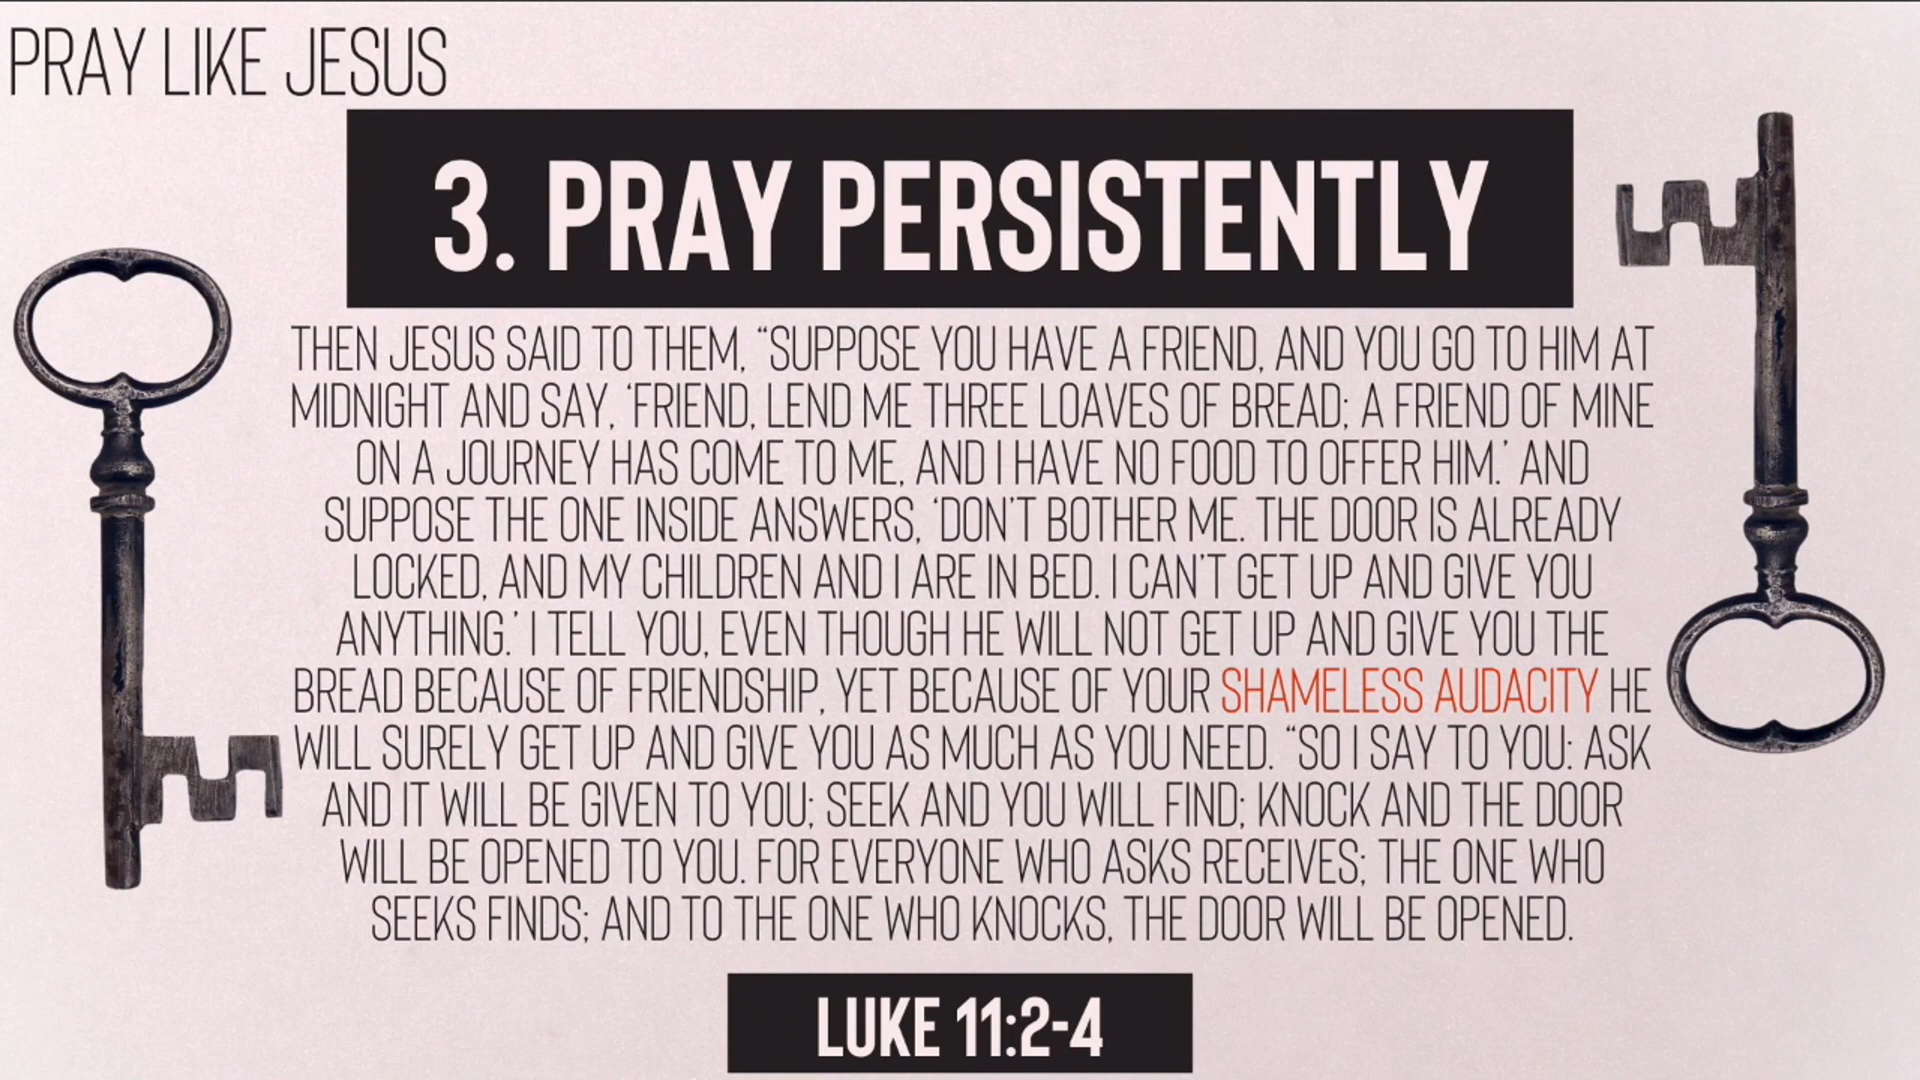 PRAY LIKE JESUS
3. PRAY PERSISTENTLY
THEN JESUS SAID TO THEM, “SUPPOSE YOU HAVE A FRIEND, AND YOU GO TO HIM AT
MIDNIGHT AND SAY, ‘FRIEND, LEND ME THREE LOAVES OF BREAD; A FRIEND OF MINE
ON A JOURNEY HAS COME TO ME, AND I HAVE NO FOOD TO OFFER HIM.’ AND
SUPPOSE THE ONE INSIDE ANSWERS, ‘DON’T BOTHER ME. THE DOOR IS ALREADY
LOCKED, AND MY CHILDREN AND I ARE IN BED. I CAN’T GET UP AND GIVE YOU
ANYTHING.’ I TELL YOU, EVEN THOUGH HE WILL NOT GET UP AND GIVE YOU THE
BREAD BECAUSE OF FRIENDSHIP, YET BECAUSE OF YOUR SHAMELESS AUDACITY HE
WILL SURELY GET UP AND GIVE YOU AS MUCH AS YOU NEED. “SO I SAY TO YOU: ASK
AND IT WILL BE GIVEN TO YOU; SEEK AND YOU WILL FIND; KNOCK AND THE DOOR
WILL BE OPENED TO YOU. FOR EVERYONE WHO ASKS RECEIVES; THE ONE WHO
SEEKS FINDS; AND TO THE ONE WHO KNOCKS, THE DOOR WILL BE OPENED.
LUKE 11:2-4